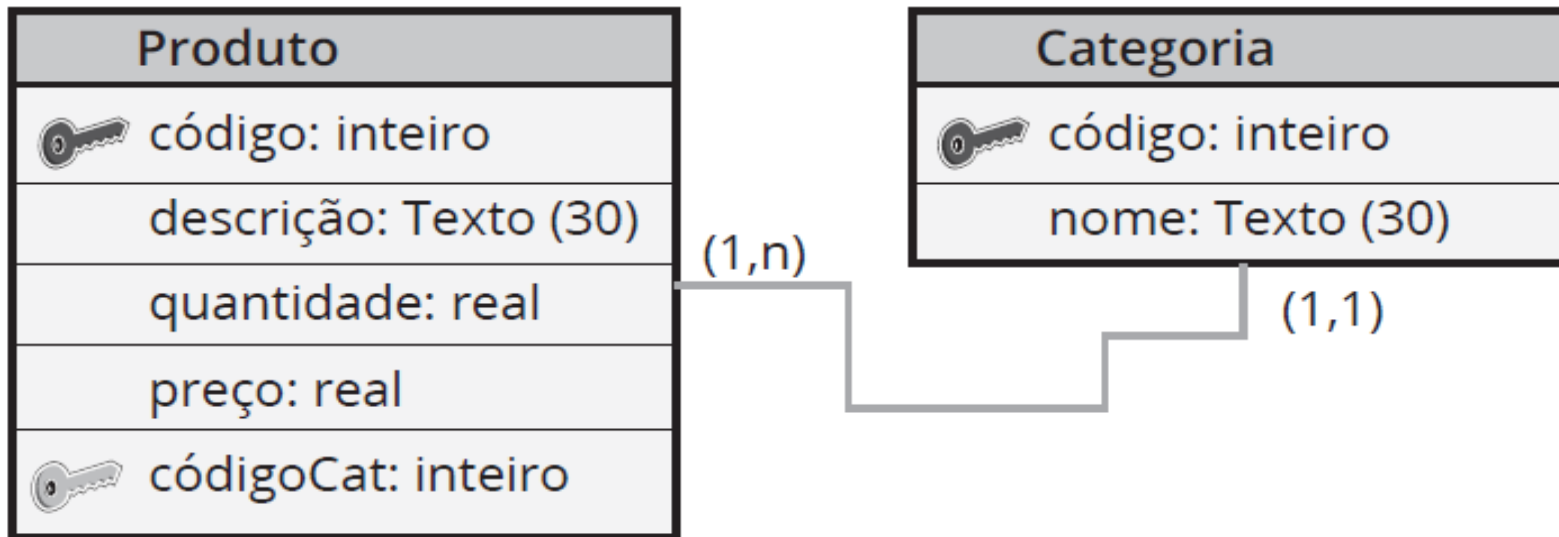 Produto
código: inteiro
descrição: Texto (30)
quantidade: real
preço: real
códigoCat: inteiro
(1,n)
Categoria
código: inteiro
nome: Texto (30)
(1,1)